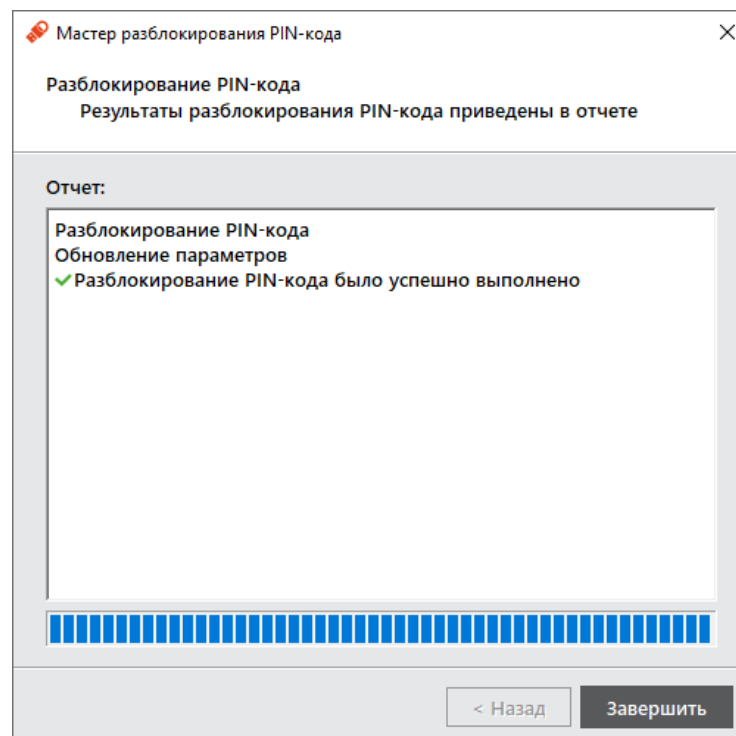 Мастер разблокирования PIN-кода
Разблокирование PIN-кода
Результаты разблокирования PIN-кода приведены в отчете
Отчет:
Разблокирование PIN-кода
Обновление параметров
Разблокирование PIN-кода было успешно выполнено
< Назад
Завершить